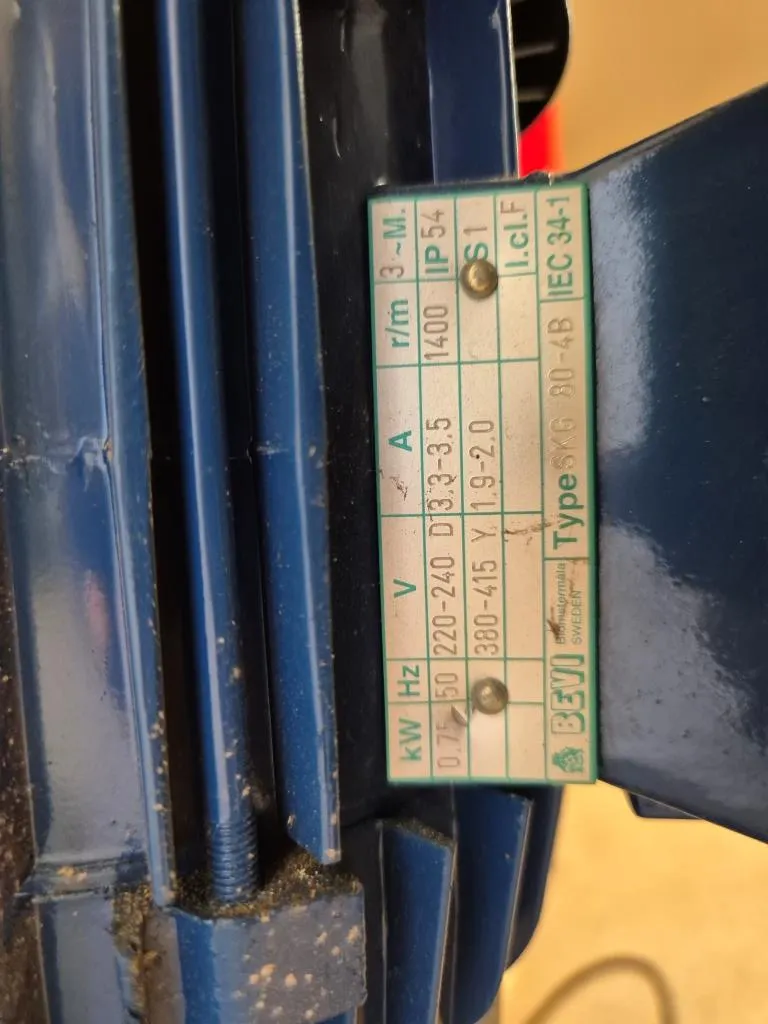 kW Hz V A r/m 3~M.
0.75 50 220-240 D 3.3-3.5 1400 IP 54
380-415 Y 1.9-2.0 S1
I.cl.F
BEVI Blomstermåla SWEDEN Type SKG 80-4B IEC 34-1